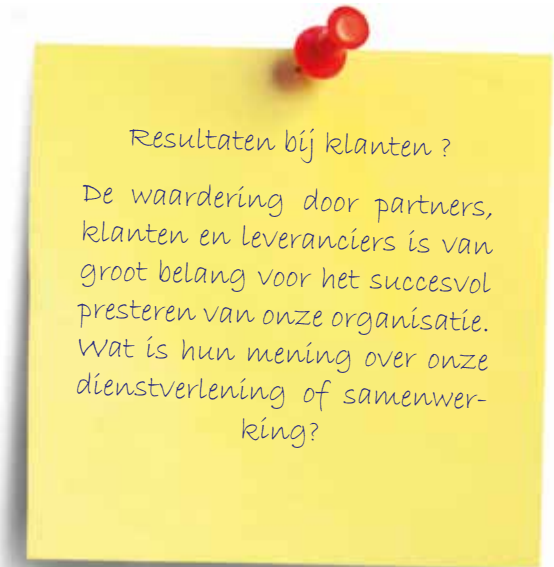 Resultaten bij klanten ?
De waardering door partners,
klanten en leveranciers is van
groot belang voor het succesvol
presteren van onze organisatie.
Wat is hun mening over onze
dienstverlening of samenwer-
king?